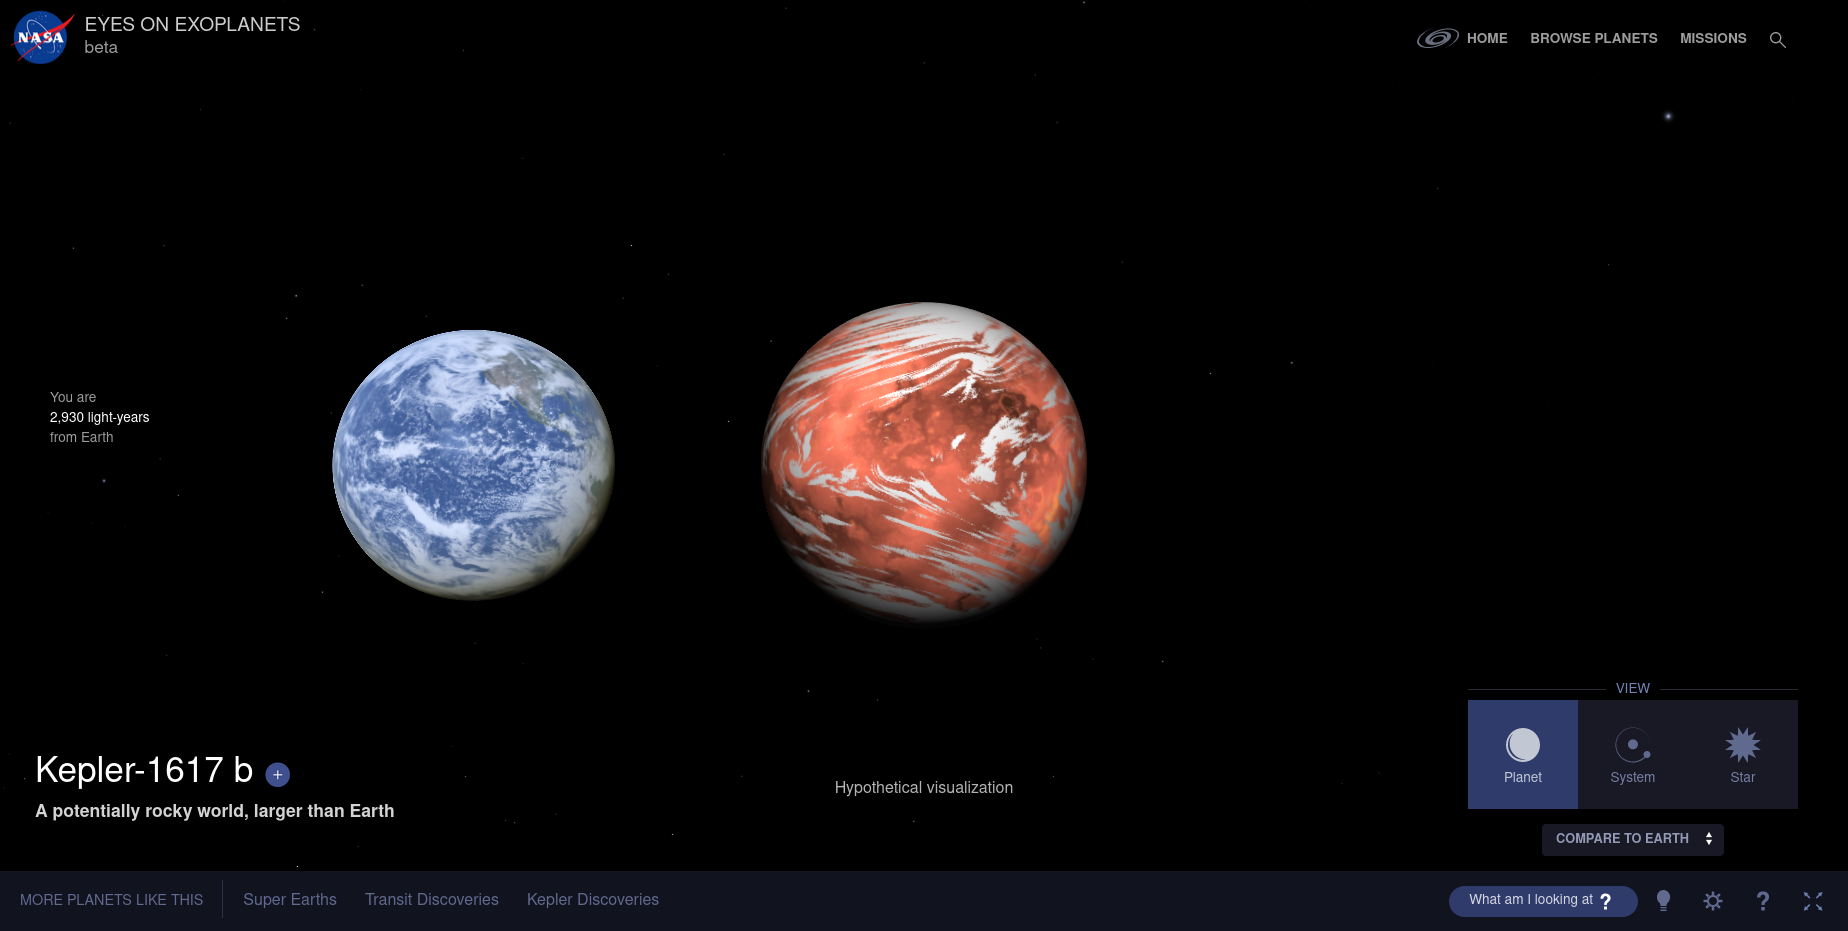 NASA
EYES ON EXOPLANETS
beta
HOME
BROWSE PLANETS
MISSIONS
You are
2,930 light-years
from Earth
Kepler-1617 b +
A potentially rocky world, larger than Earth
Hypothetical visualization
VIEW
Planet
System
Star
COMPARE TO EARTH
MORE PLANETS LIKE THIS
Super Earths
Transit Discoveries
Kepler Discoveries
What am I looking at ?
?